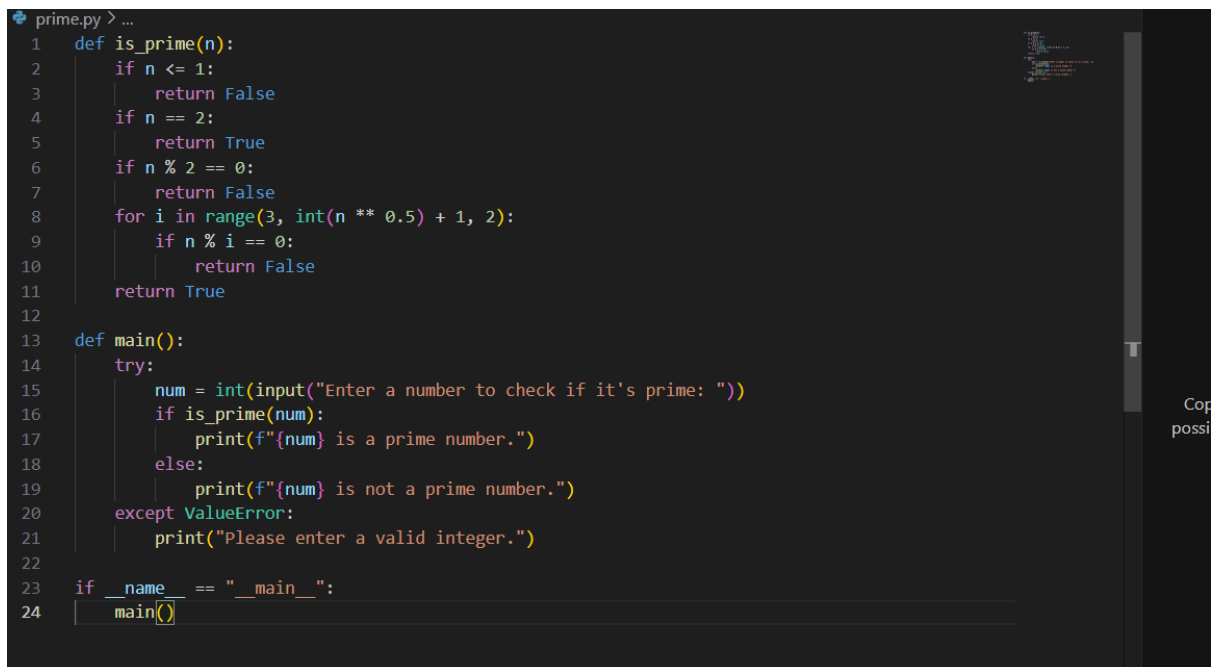 prime.py > ...
1 def is_prime(n):
2     if n <= 1:
3         return False
4     if n == 2:
5         return True
6     if n % 2 == 0:
7         return False
8     for i in range(3, int(n ** 0.5) + 1, 2):
9         if n % i == 0:
10             return False
11     return True
12
13 def main():
14     try:
15         num = int(input("Enter a number to check if it's prime: "))
16         if is_prime(num):
17             print(f"{num} is a prime number.")
18         else:
19             print(f"{num} is not a prime number.")
20     except ValueError:
21         print("Please enter a valid integer.")
22
23 if __name__ == "__main__":
24     main()
Cop
possi